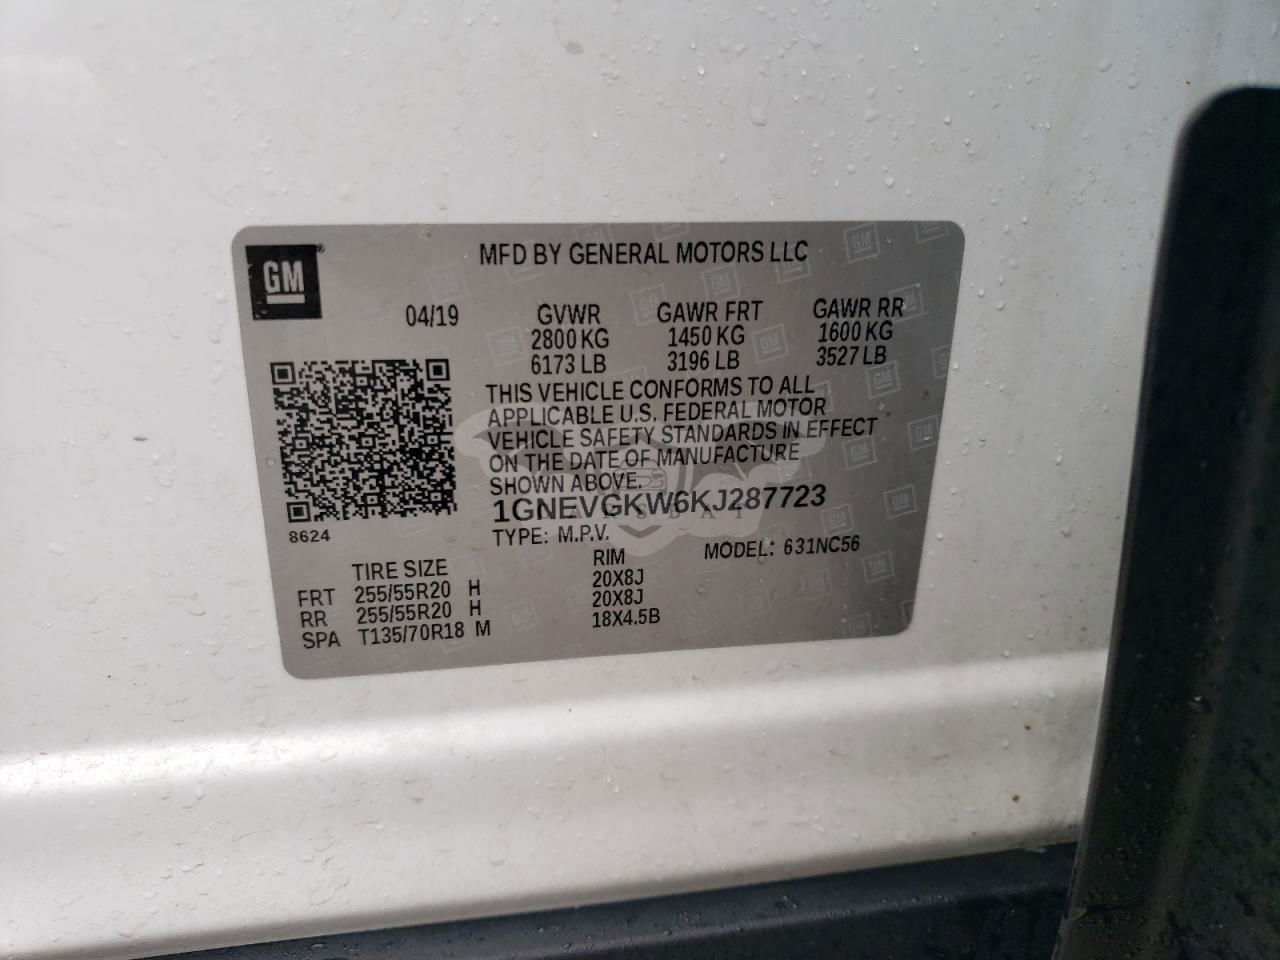 GM
MFD BY GENERAL MOTORS LLC
04/19 GVWR GAWR FRT GAWR RR
2800 KG 1450 KG 1600 KG
6173 LB 3196 LB 3527 LB
THIS VEHICLE CONFORMS TO ALL
APPLICABLE U.S. FEDERAL MOTOR
VEHICLE SAFETY STANDARDS IN EFFECT
ON THE DATE OF MANUFACTURE
SHOWN ABOVE.
1GNEVGKW6KJ287723
8624
TYPE: M.P.V. MODEL: 631NC56
TIRE SIZE RIM
FRT 255/55R20 H 20X8J
RR 255/55R20 H 20X8J
SPA T135/70R18 M 18X4.5B